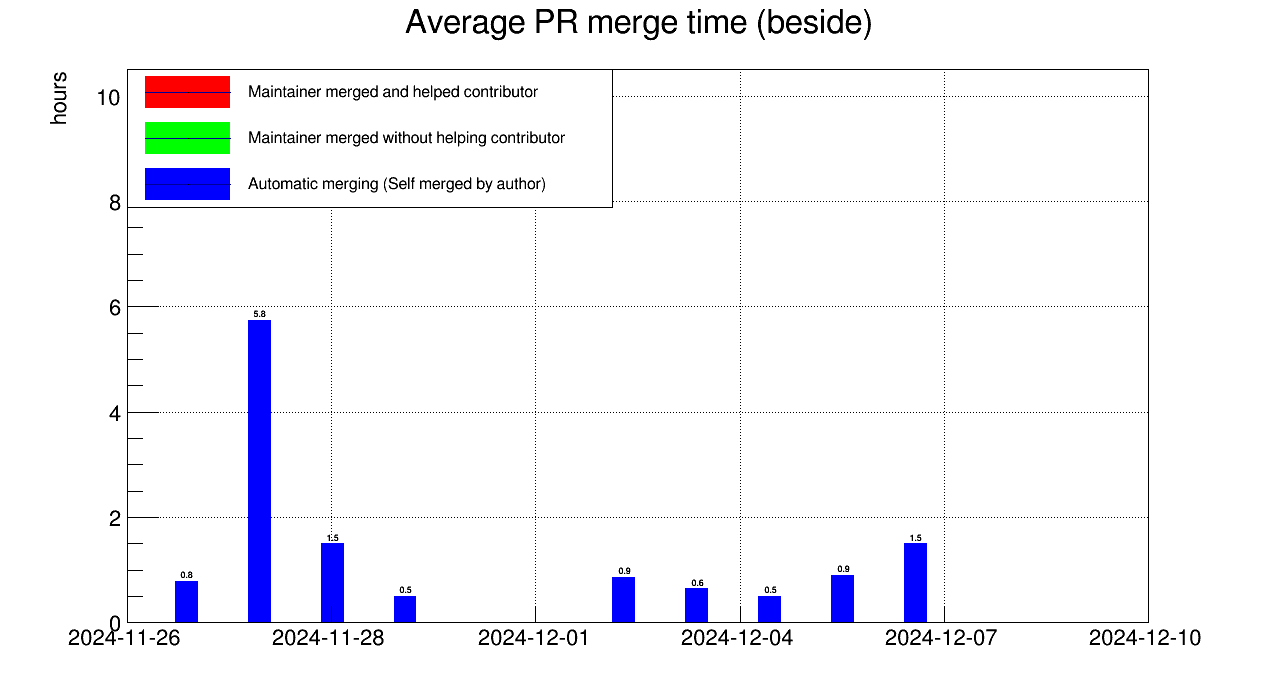 Average PR merge time (beside)
hours
Maintainer merged and helped contributor
Maintainer merged without helping contributor
Automatic merging (Self merged by author)
10
8
6
5.8
4
2
1.5
1.5
0.8
0.5
0.9
0.6
0.5
0.9
0
2024-11-26 2024-11-28 2024-12-01 2024-12-04 2024-12-07 2024-12-10